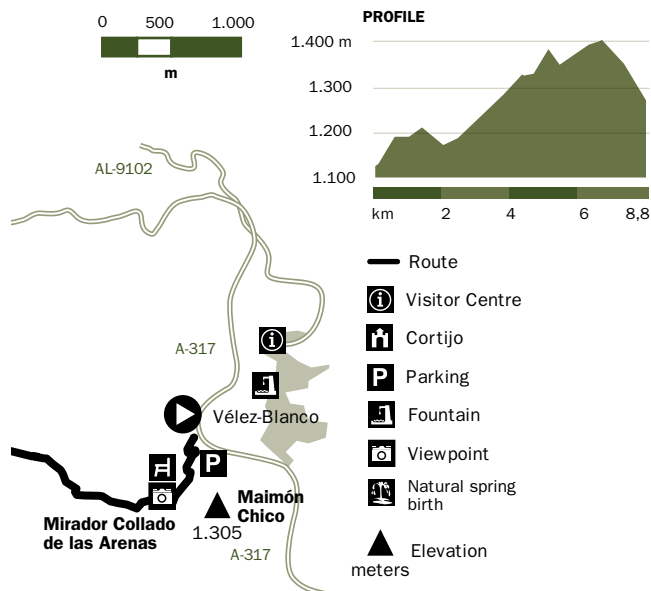 0 500 1.000
m
PROFILE
1.400 m
1.300
1.200
1.100
km 2 4 6 8,8
AL-9102
A-317
Vélez-Blanco
P
Maimón
Chico
1.305
Mirador Collado
de las Arenas
A-317
Route
i Visitor Centre
Cortijo
P Parking
Fountain
Viewpoint
Natural spring
birth
Elevation
meters